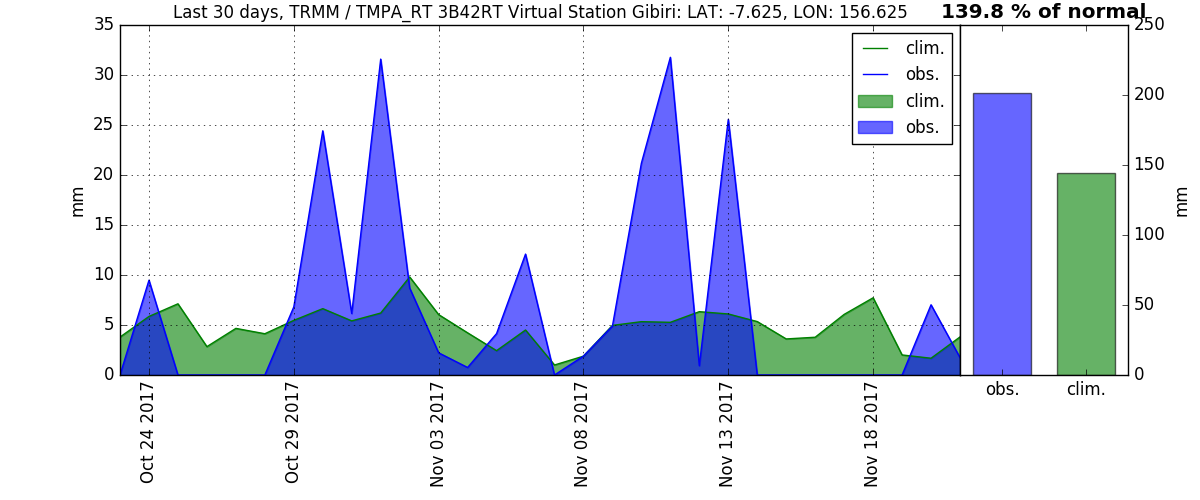 Last 30 days, TRMM / TMPA_RT 3B42RT Virtual Station Gibiri: LAT: -7.625, LON: 156.625
139.8 % of normal
35
30
25
20
15
10
5
0
mm
clim.
obs.
clim.
obs.
Oct 24 2017
Oct 29 2017
Nov 03 2017
Nov 08 2017
Nov 13 2017
Nov 18 2017
250
200
150
100
50
0
mm
obs.
clim.